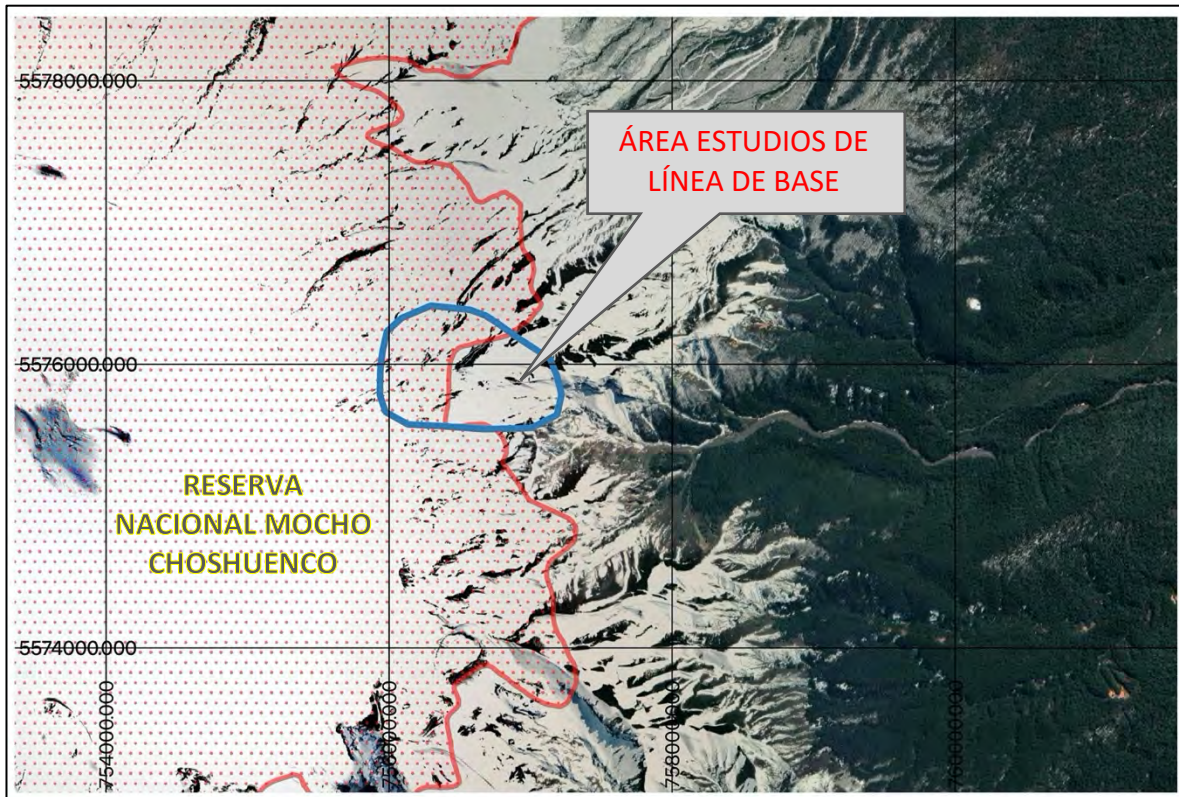 5578000.000
ÁREA ESTUDIOS DE
LÍNEA DE BASE
5576000.000
RESERVA
NACIONAL MOCHO
CHOSHUENCO
5574000.000
754000.000
756000.000
758000.000
760000.000